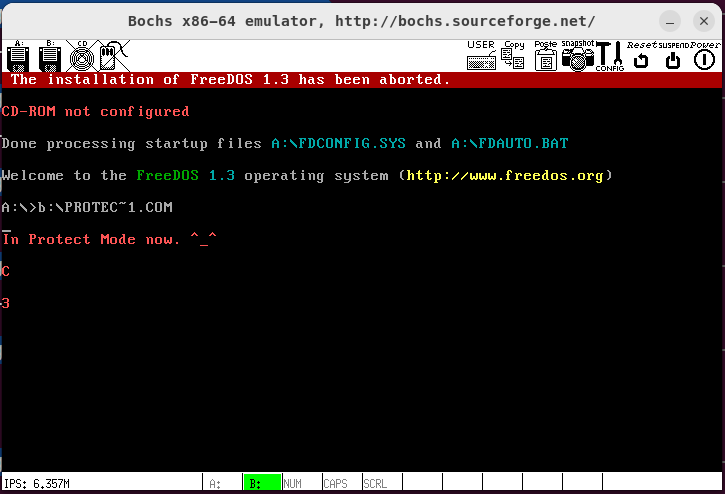 Bochs x86-64 emulator, http://bochs.sourceforge.net/
A: B: CD USER Copy Paste snapshot CONFIG Reset SUSPEND Power
The installation of FreeDOS 1.3 has been aborted.
CD-ROM not configured
Done processing startup files A:\FDCONFIG.SYS and A:\FDAUTO.BAT
Welcome to the FreeDOS 1.3 operating system (http://www.freedos.org)
A:\>b:\PROTEC~1.COM
In Protect Mode now. ^_^
C
3
IPS: 6,357M A: B: NUM CAPS SCRL